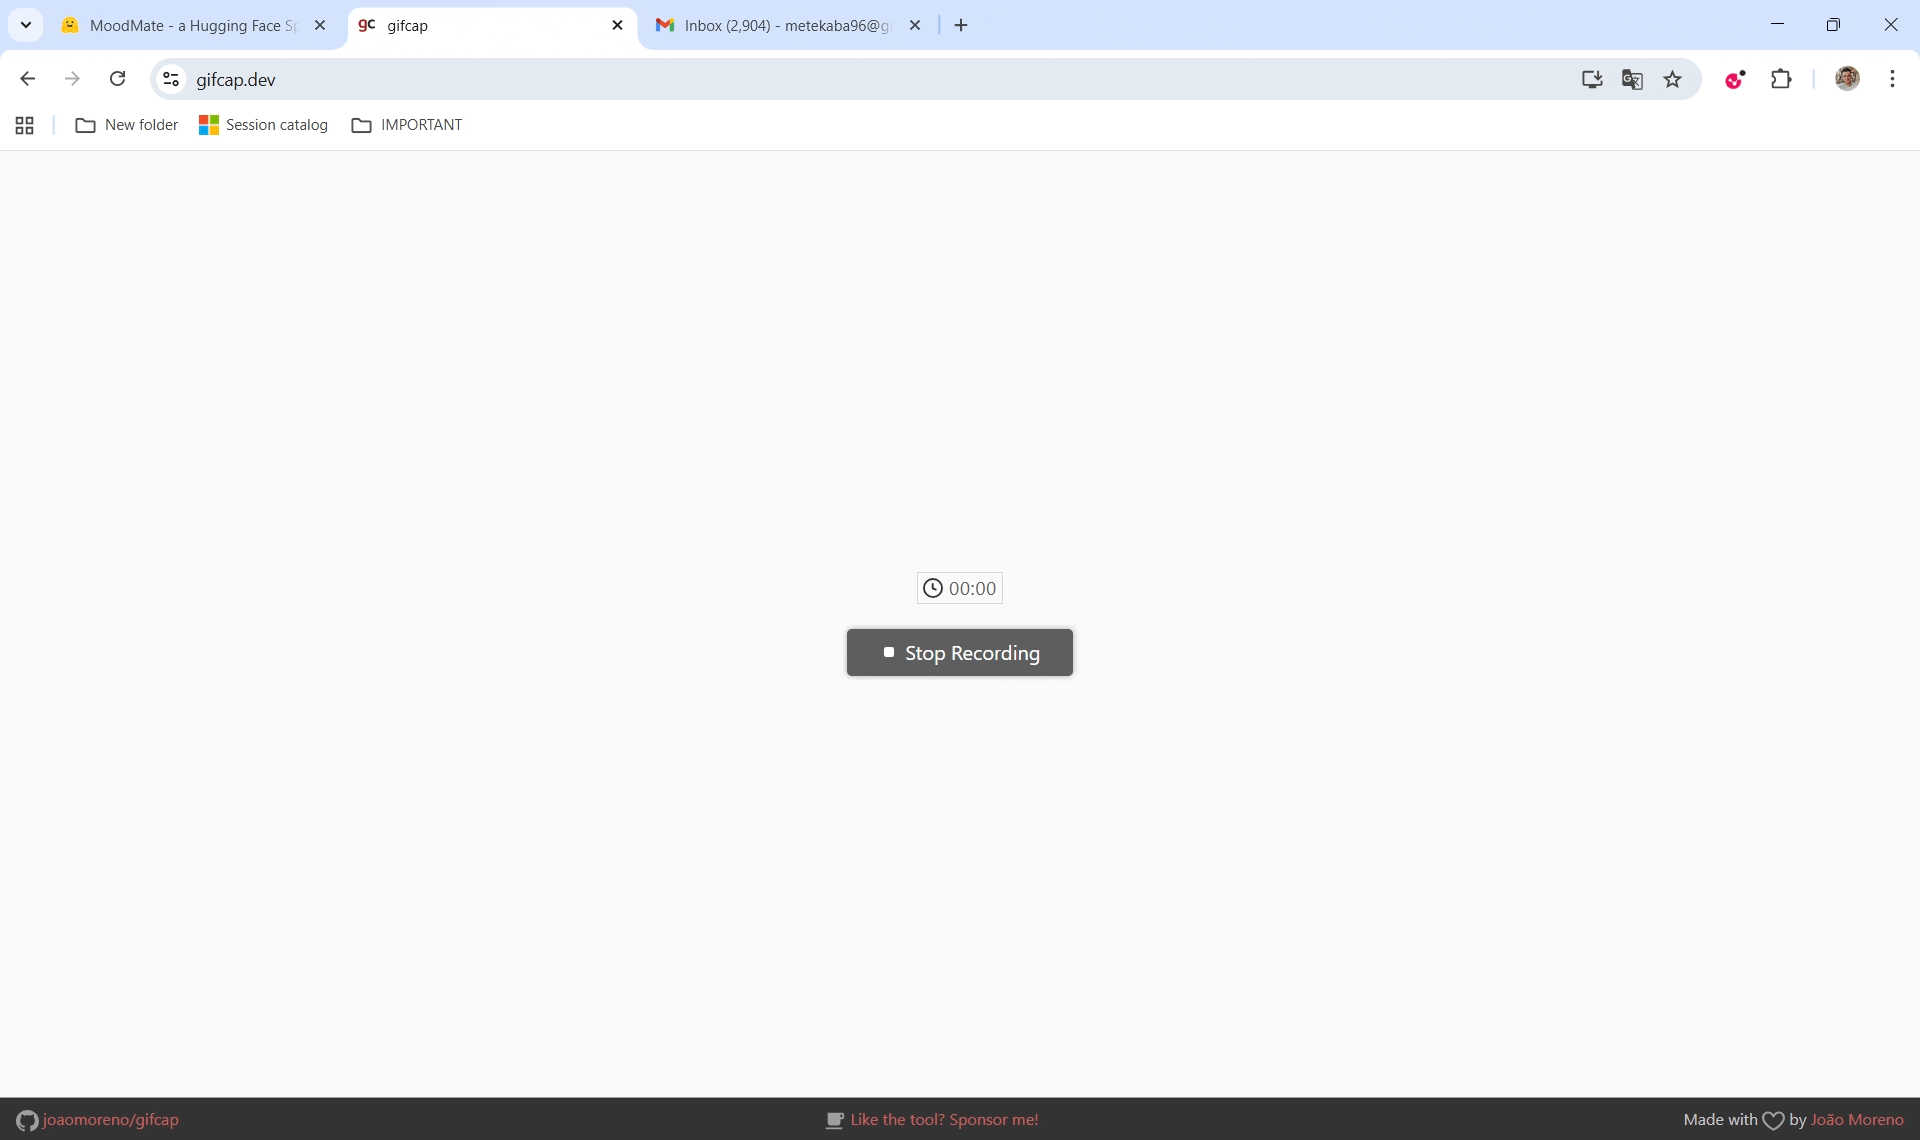 MoodMate - a Hugging Face Sp
gc gifcap
Inbox (2,904) - metekaba96@g
gifcap.dev
New folder
Session catalog
IMPORTANT
00:00
Stop Recording
joaomoreno/gifcap
Like the tool? Sponsor me!
Made with by João Moreno